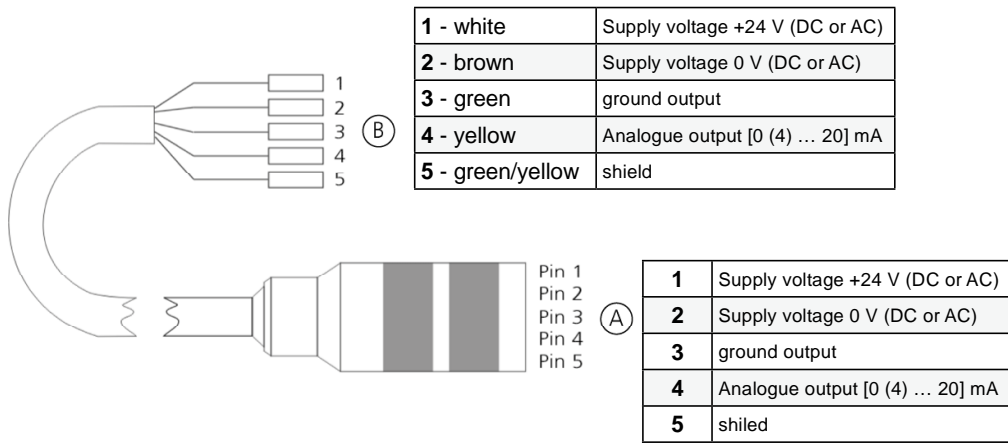 1 - white Supply voltage +24 V (DC or AC)
2 - brown Supply voltage 0 V (DC or AC)
3 - green ground output
4 - yellow Analogue output [0 (4) … 20] mA
5 - green/yellow shield
1
2
3
4
5
B
Pin 1
Pin 2
Pin 3
Pin 4
Pin 5
A
1 Supply voltage +24 V (DC or AC)
2 Supply voltage 0 V (DC or AC)
3 ground output
4 Analogue output [0 (4) … 20] mA
5 shiled